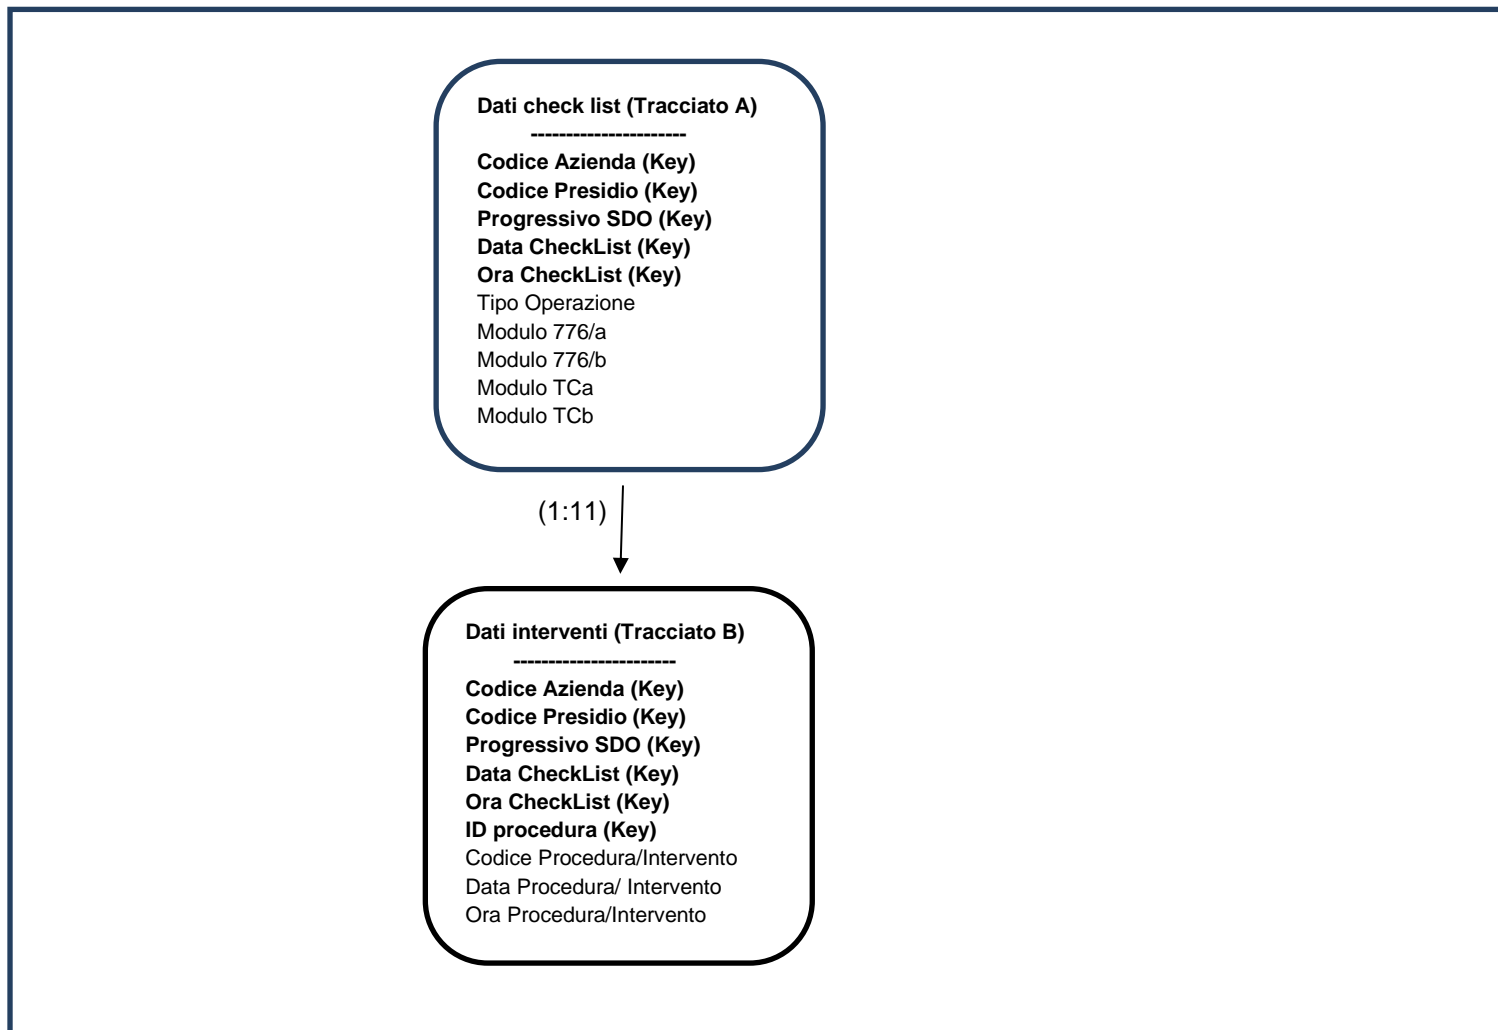 Dati check list (Tracciato A)
----------------------
Codice Azienda (Key)
Codice Presidio (Key)
Progressivo SDO (Key)
Data CheckList (Key)
Ora CheckList (Key)
Tipo Operazione
Modulo 776/a
Modulo 776/b
Modulo TCa
Modulo TCb
(1:11)
Dati interventi (Tracciato B)
-----------------------
Codice Azienda (Key)
Codice Presidio (Key)
Progressivo SDO (Key)
Data CheckList (Key)
Ora CheckList (Key)
ID procedura (Key)
Codice Procedura/Intervento
Data Procedura/ Intervento
Ora Procedura/Intervento